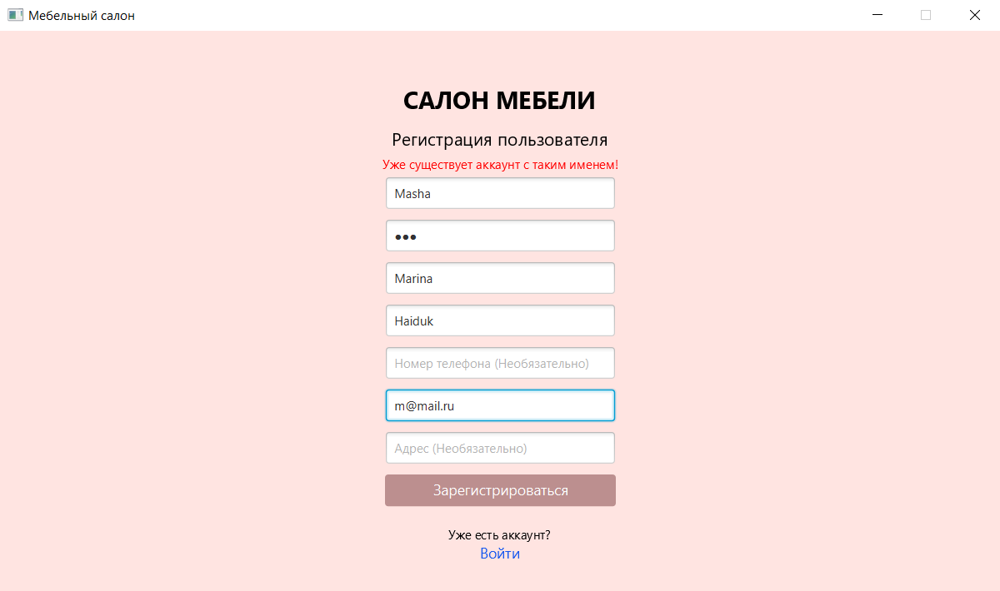 Мебельный салон
САЛОН МЕБЕЛИ
Регистрация пользователя
Уже существует аккаунт с таким именем!
Masha
●●●
Marina
Haiduk
Номер телефона (Необязательно)
m@mail.ru
Адрес (Необязательно)
Зарегистрироваться
Уже есть аккаунт?
Войти